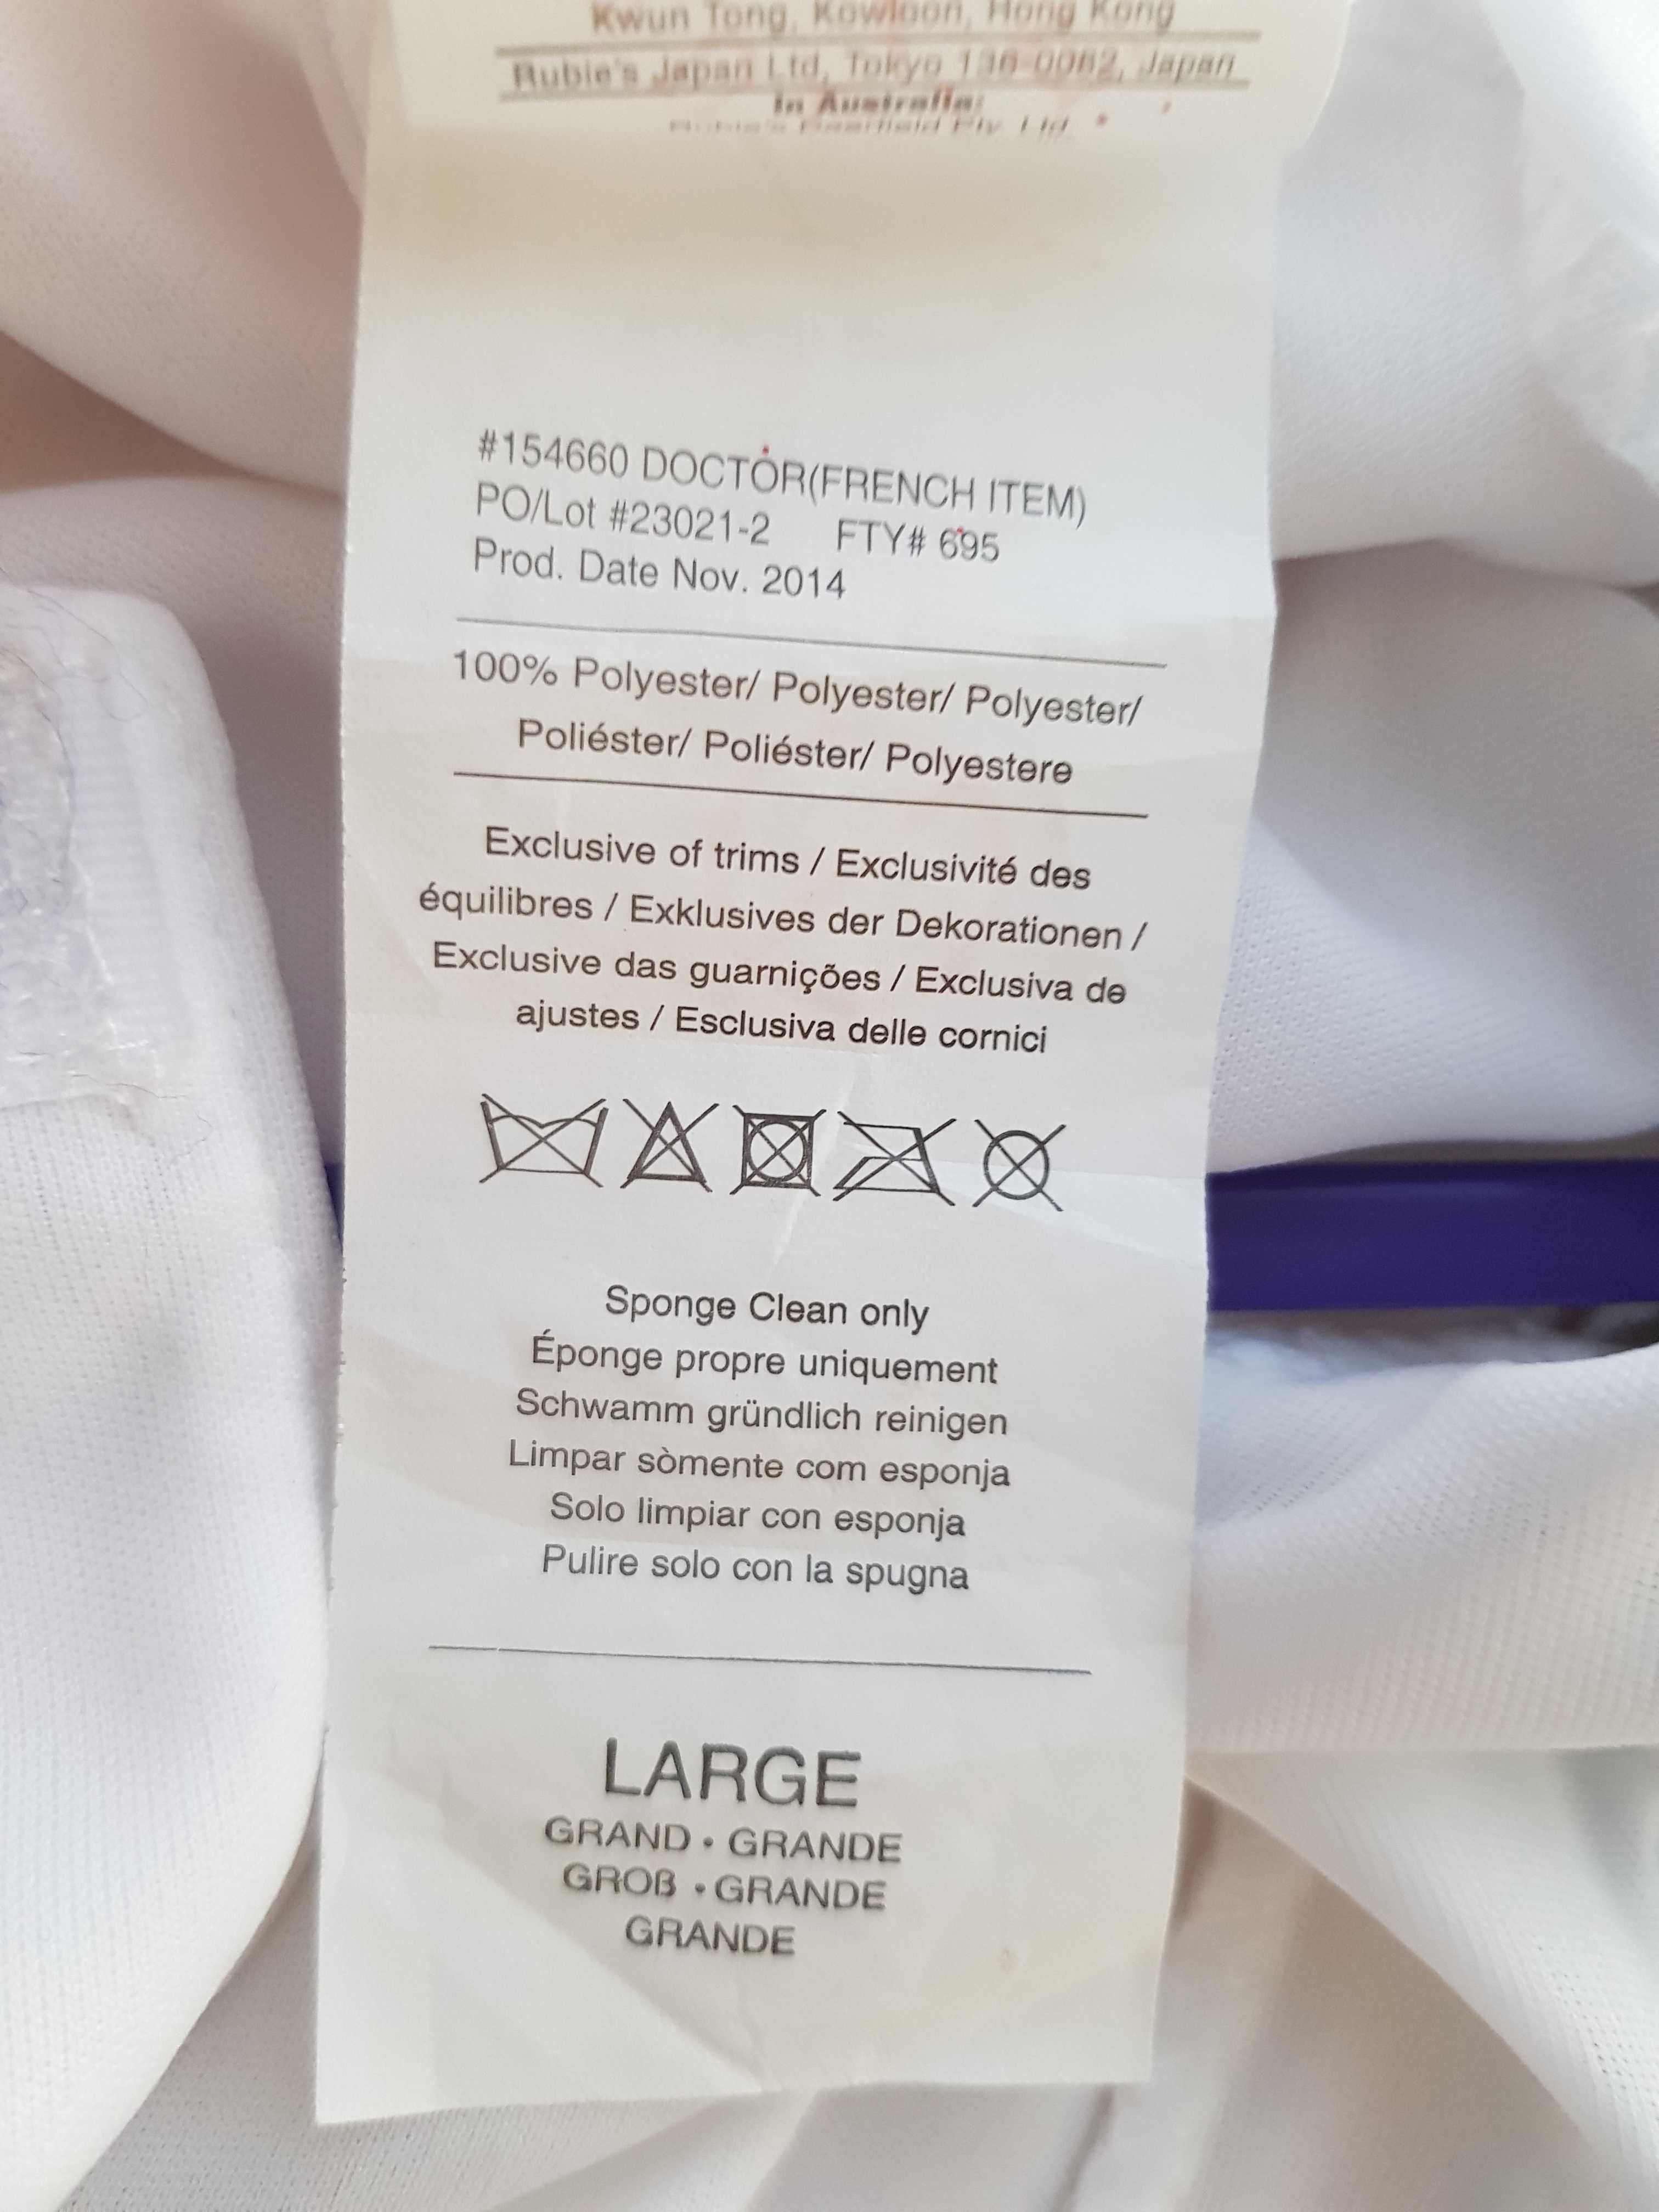 Kwun Tong, Kowloon, Hong Kong
Rubie's Japan Ltd, Tokyo 136-0082, Japan
In Australia:
Rubie's Deerfield Pty. Ltd.
#154660 DOCTOR(FRENCH ITEM)
PO/Lot #23021-2 FTY# 695
Prod. Date Nov. 2014
100% Polyester/ Polyester/ Polyester/
Poliéster/ Poliéster/ Polyestere
Exclusive of trims / Exclusivité des
équilibres / Exklusives der Dekorationen /
Exclusive das guarnições / Exclusiva de
ajustes / Esclusiva delle cornici
Sponge Clean only
Éponge propre uniquement
Schwamm gründlich reinigen
Limpar sòmente com esponja
Solo limpiar con esponja
Pulire solo con la spugna
LARGE
GRAND • GRANDE
GROß • GRANDE
GRANDE